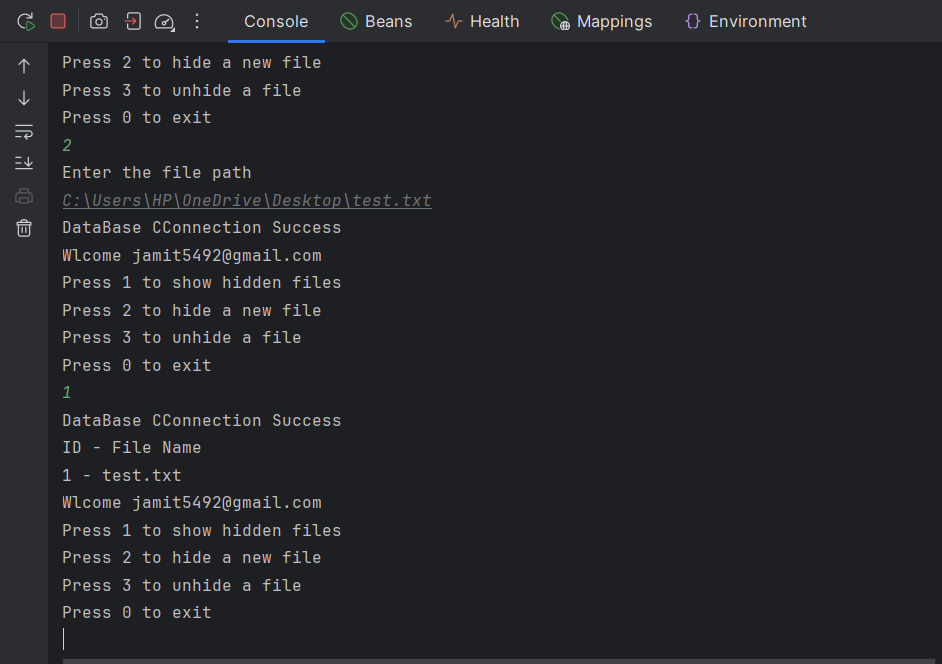 Console Beans Health Mappings Environment
Press 2 to hide a new file
Press 3 to unhide a file
Press 0 to exit
2
Enter the file path
C:\Users\HP\OneDrive\Desktop\test.txt
DataBase CConnection Success
Wlcome jamit5492@gmail.com
Press 1 to show hidden files
Press 2 to hide a new file
Press 3 to unhide a file
Press 0 to exit
1
DataBase CConnection Success
ID - File Name
1 - test.txt
Wlcome jamit5492@gmail.com
Press 1 to show hidden files
Press 2 to hide a new file
Press 3 to unhide a file
Press 0 to exit